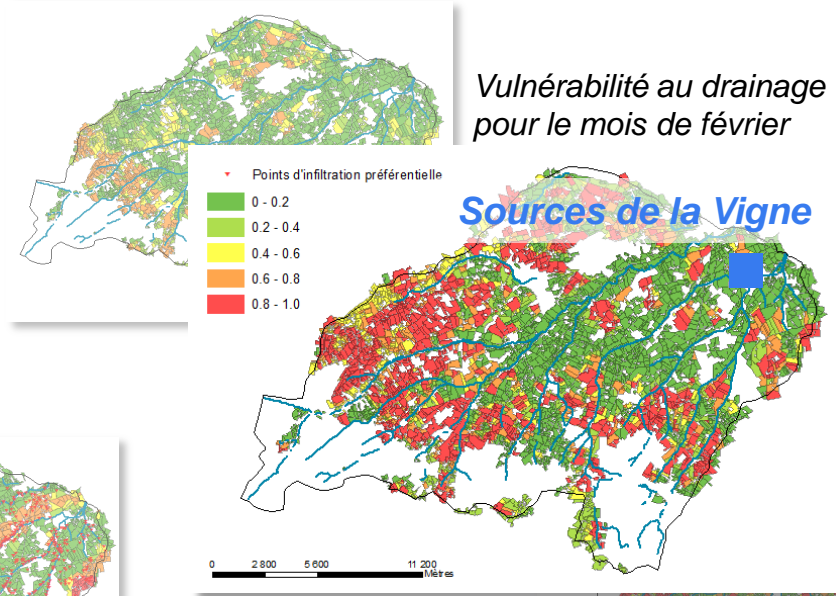 Vulnérabilité au drainage
pour le mois de février
Points d'infiltration préférentielle
0 - 0.2
0.2 - 0.4
0.4 - 0.6
0.6 - 0.8
0.8 - 1.0
Sources de la Vigne
0 2 800 5 600 11 200
Mètres